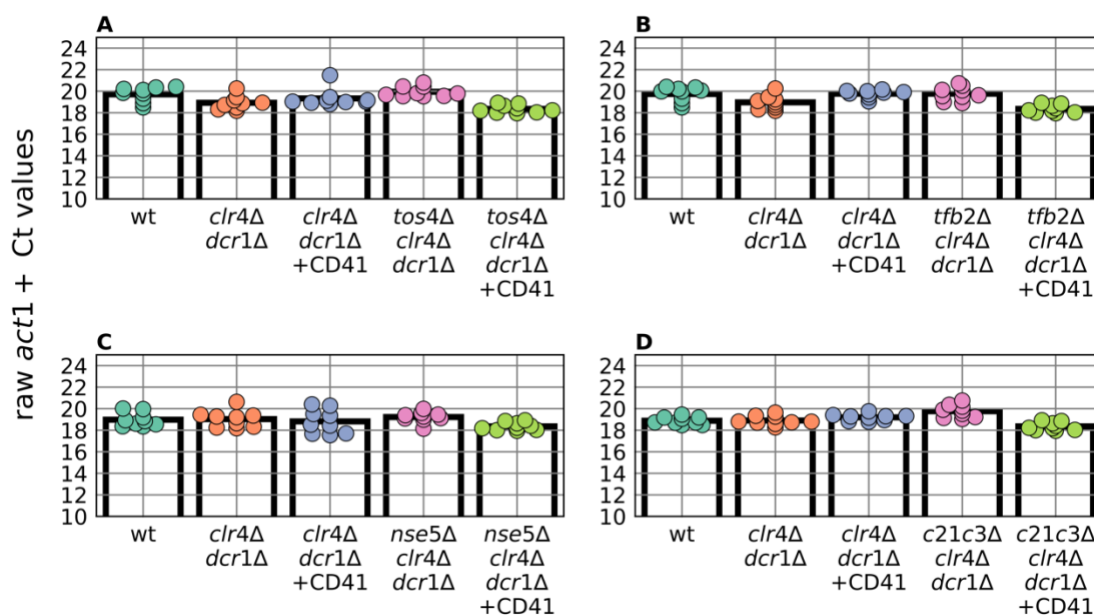 raw act1 + Ct values
A
24
22
20
18
16
14
12
10
wt
clr4Δ
dcr1Δ
clr4Δ
dcr1Δ
+CD41
tos4Δ
clr4Δ
dcr1Δ
tos4Δ
clr4Δ
dcr1Δ
+CD41
B
24
22
20
18
16
14
12
10
wt
clr4Δ
dcr1Δ
clr4Δ
dcr1Δ
+CD41
tfb2Δ
clr4Δ
dcr1Δ
tfb2Δ
clr4Δ
dcr1Δ
+CD41
C
24
22
20
18
16
14
12
10
wt
clr4Δ
dcr1Δ
clr4Δ
dcr1Δ
+CD41
nse5Δ
clr4Δ
dcr1Δ
nse5Δ
clr4Δ
dcr1Δ
+CD41
D
24
22
20
18
16
14
12
10
wt
clr4Δ
dcr1Δ
clr4Δ
dcr1Δ
+CD41
c21c3Δ
clr4Δ
dcr1Δ
c21c3Δ
clr4Δ
dcr1Δ
+CD41